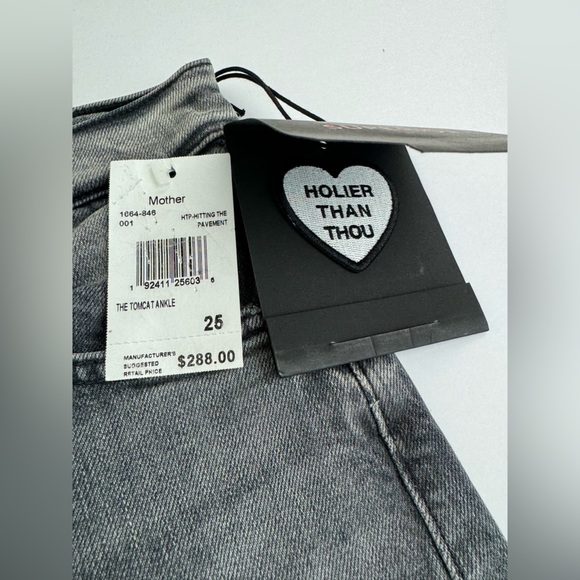 Mother
1664-846
001
HTP-HITTING THE
PAVEMENT
1 92411 25603 6
THE TOMCAT ANKLE
25
MANUFACTURER'S
SUGGESTED
RETAIL PRICE
$288.00
HOLIER
THAN
THOU